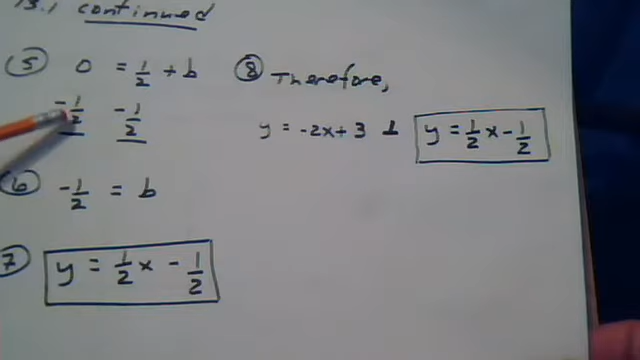 13.1 continued
⑤ 0 = 1/2 + b
-1/2 -1/2
⑥ -1/2 = b
⑦ y = 1/2 x - 1/2
⑧ Therefore,
y = -2x + 3 ⊥ y = 1/2 x - 1/2